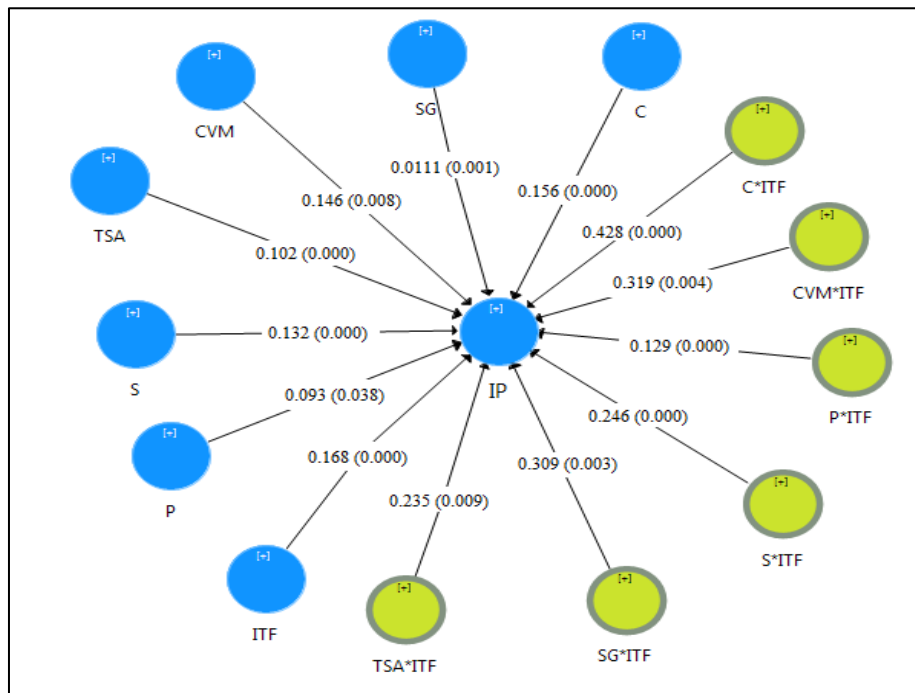 [+]
SG
[+]
C
[+]
CVM
[+]
C*ITF
[+]
TSA
[+]
CVM*ITF
[+]
S
[+]
P*ITF
[+]
P
[+]
S*ITF
[+]
ITF
[+]
TSA*ITF
[+]
SG*ITF
[+]
IP
0.0111 (0.001)
0.156 (0.000)
0.146 (0.008)
0.428 (0.000)
0.102 (0.000)
0.319 (0.004)
0.132 (0.000)
0.129 (0.000)
0.093 (0.038)
0.246 (0.000)
0.168 (0.000)
0.309 (0.003)
0.235 (0.009)